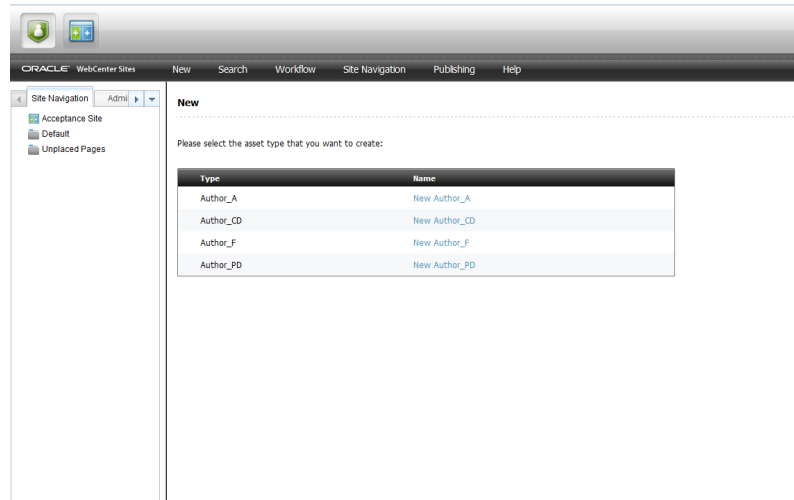 ORACLE WebCenter Sites New Search Workflow Site Navigation Publishing Help
Site Navigation Admi
Acceptance Site
Default
Unplaced Pages
New
Please select the asset type that you want to create:
Type Name
Author_A New Author_A
Author_CD New Author_CD
Author_F New Author_F
Author_PD New Author_PD